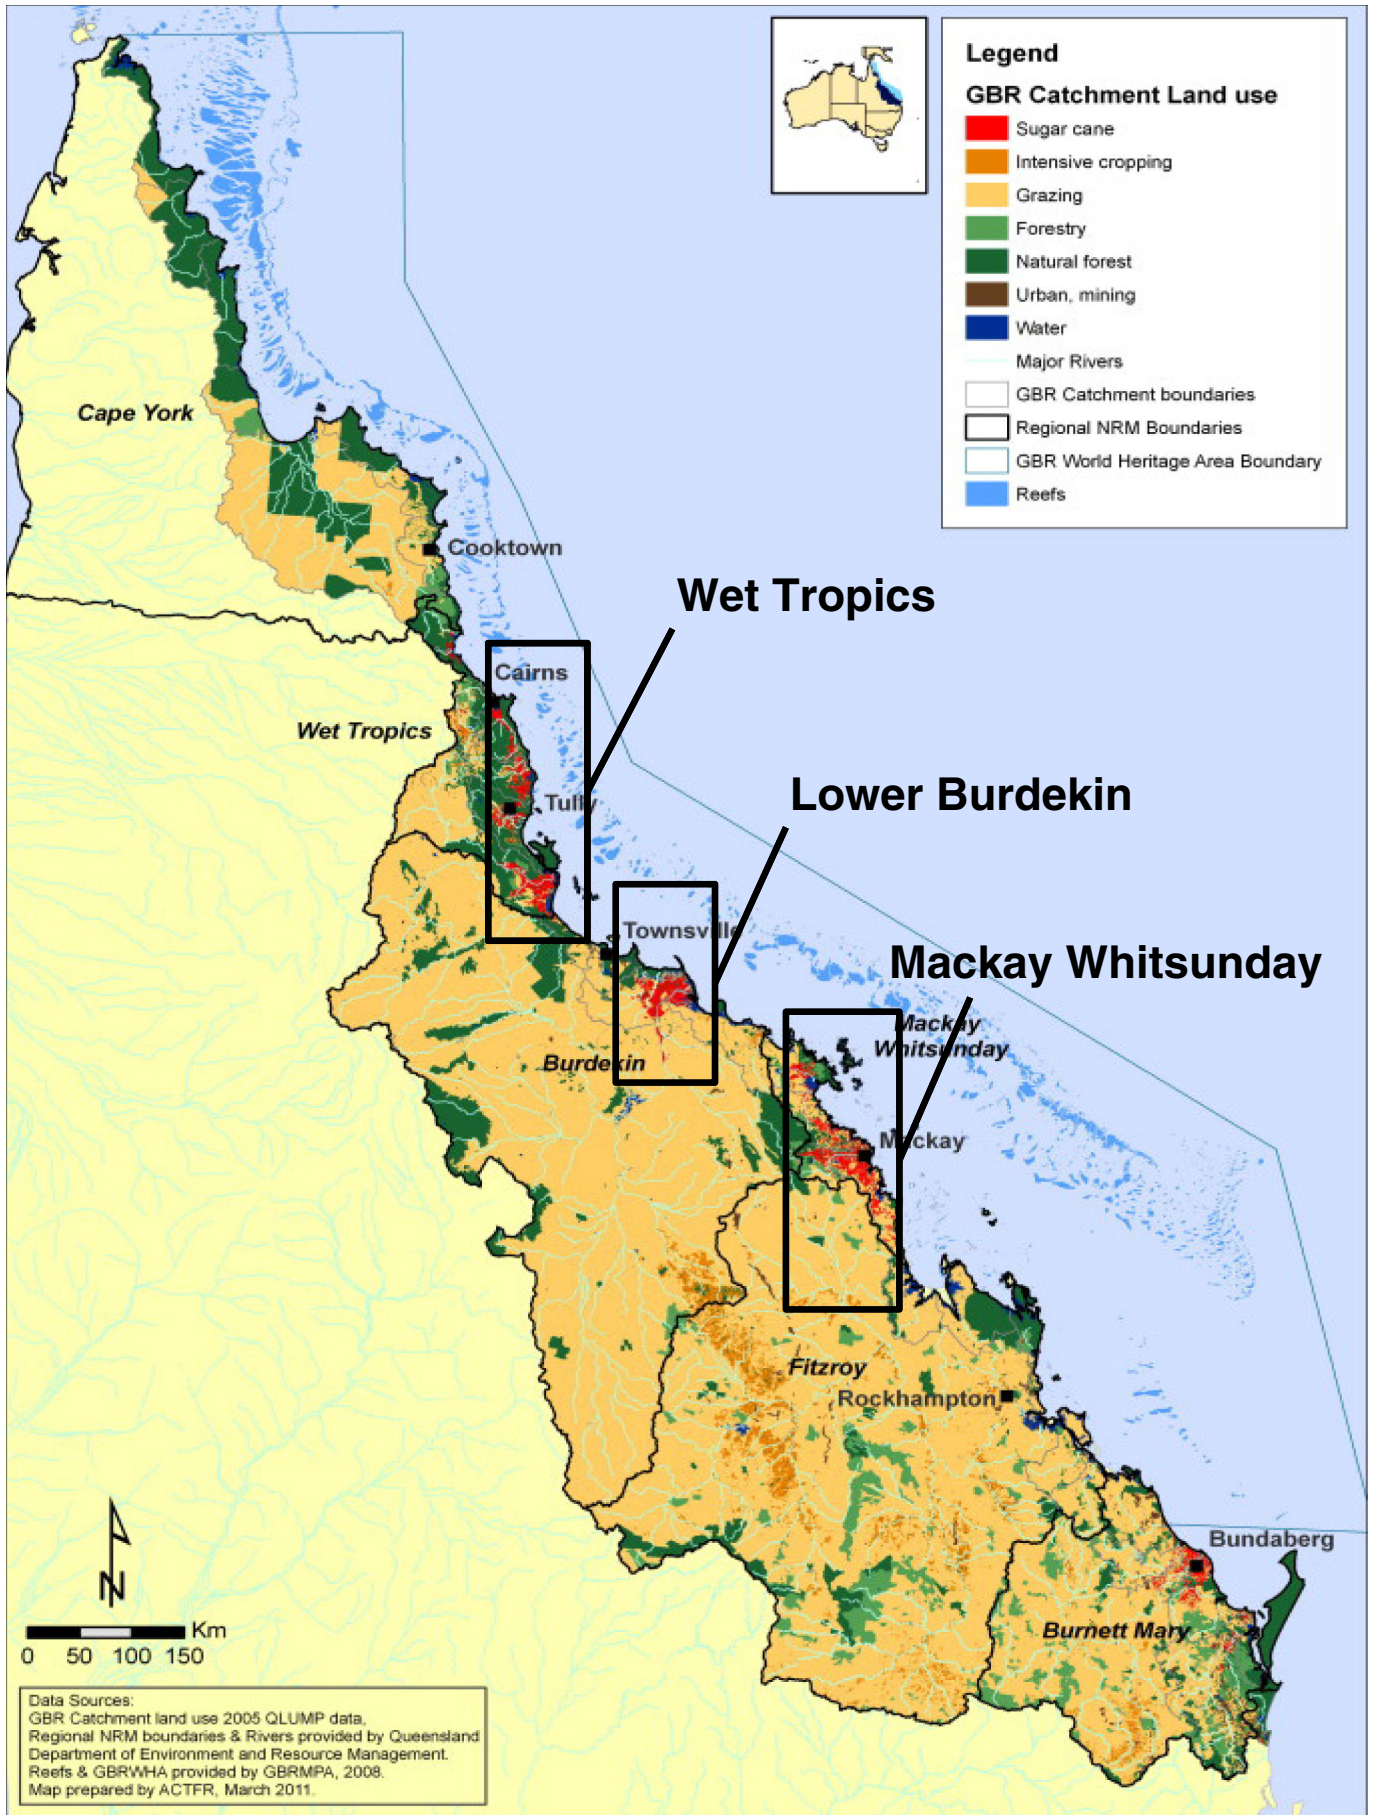 Legend
GBR Catchment Land use
Sugar cane
Intensive cropping
Grazing
Forestry
Natural forest
Urban, mining
Water
Major Rivers
GBR Catchment boundaries
Regional NRM Boundaries
GBR World Heritage Area Boundary
Reefs
Cape York
Cooktown
Wet Tropics
Cairns
Wet Tropics
Tully
Lower Burdekin
Townsville
Mackay Whitsunday
Mackay
Whitsunday
Burdekin
Mackay
Fitzroy
Rockhampton
Bundaberg
Burnett Mary
N
Km
0 50 100 150
Data Sources:
GBR Catchment land use 2005 QLUMP data,
Regional NRM boundaries & Rivers provided by Queensland
Department of Environment and Resource Management.
Reefs & GBRWHA provided by GBRMPA, 2008.
Map prepared by ACTFR, March 2011.